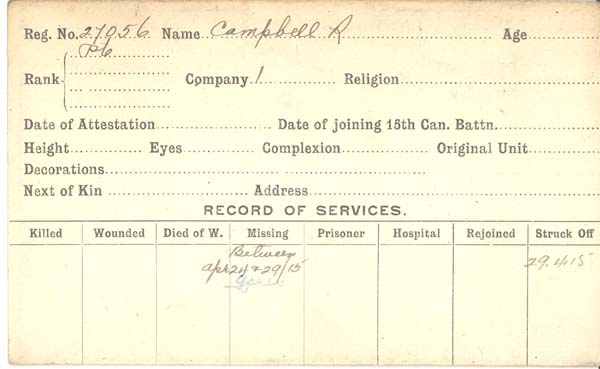 Reg. No. 27056 Name Campbell R Age
Pte
Rank Company 1 Religion
Date of Attestation Date of joining 15th Can. Battn.
Height Eyes Complexion Original Unit
Decorations
Next of Kin Address
RECORD OF SERVICES.
Killed Wounded Died of W. Missing Prisoner Hospital Rejoined Struck Off
Between
Apr 24 & 29/15 29.4.15
Ypres